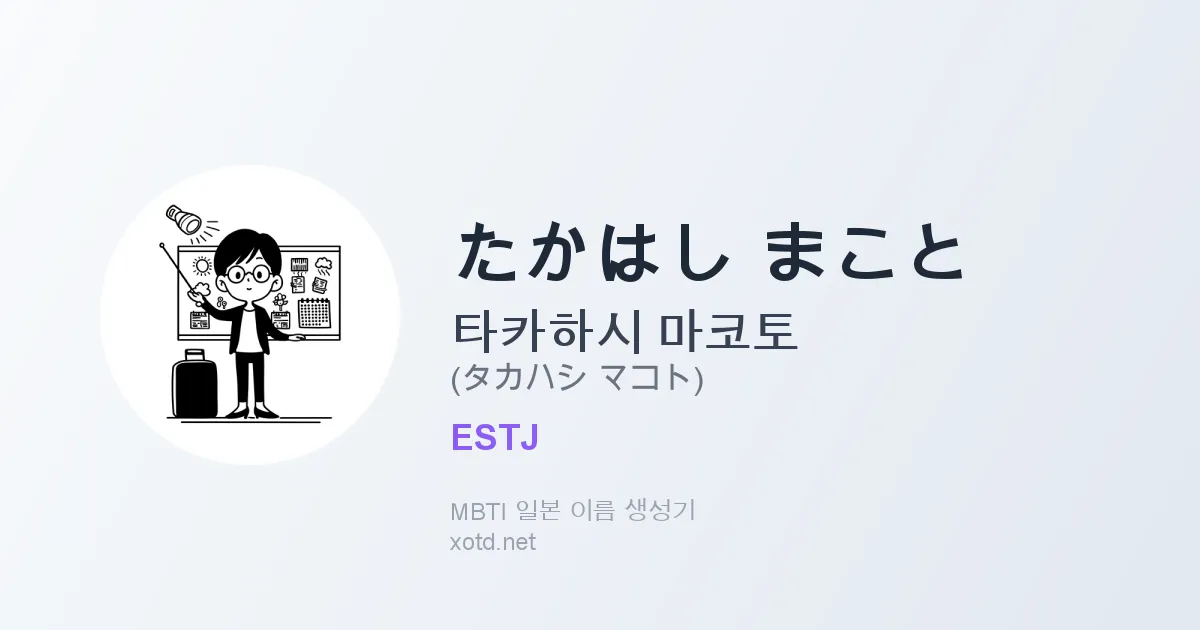 たかはし まこと
타카하시 마코토
(タカハシ マコト)
ESTJ
MBTI 일본 이름 생성기
xotd.net